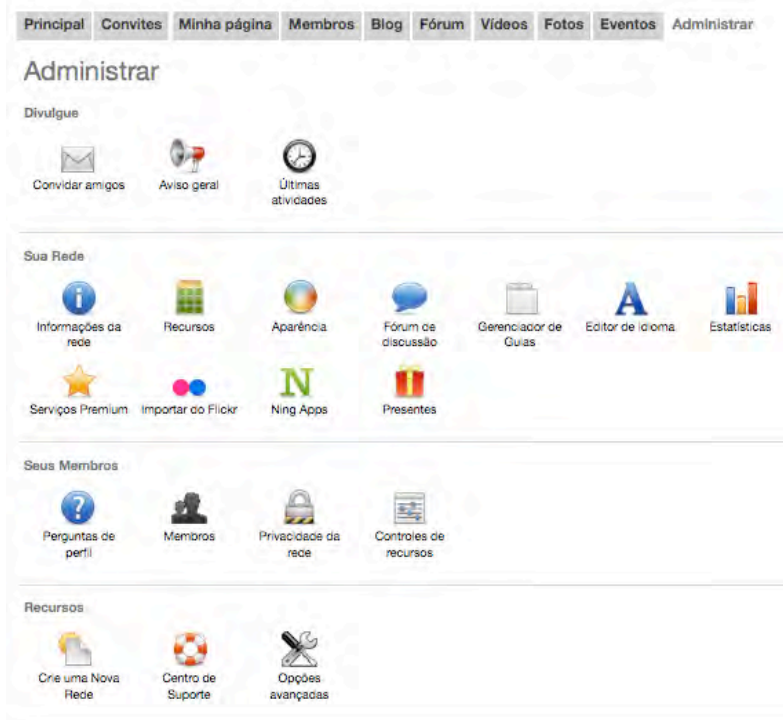 Principal Convites Minha página Membros Blog Fórum Vídeos Fotos Eventos Administrar
Administrar
Divulgue
Convidar amigos
Aviso geral
Últimas
atividades
Sua Rede
Informações da
rede
Recursos
Aparência
Fórum de
discussão
Gerenciador de
Guias
Editor de idioma
Estatísticas
Serviços Premium
Importar do Flickr
Ning Apps
Presentes
Seus Membros
Perguntas de
perfil
Membros
Privacidade da
rede
Controles de
recursos
Recursos
Crie uma Nova
Rede
Centro de
Suporte
Opções
avançadas